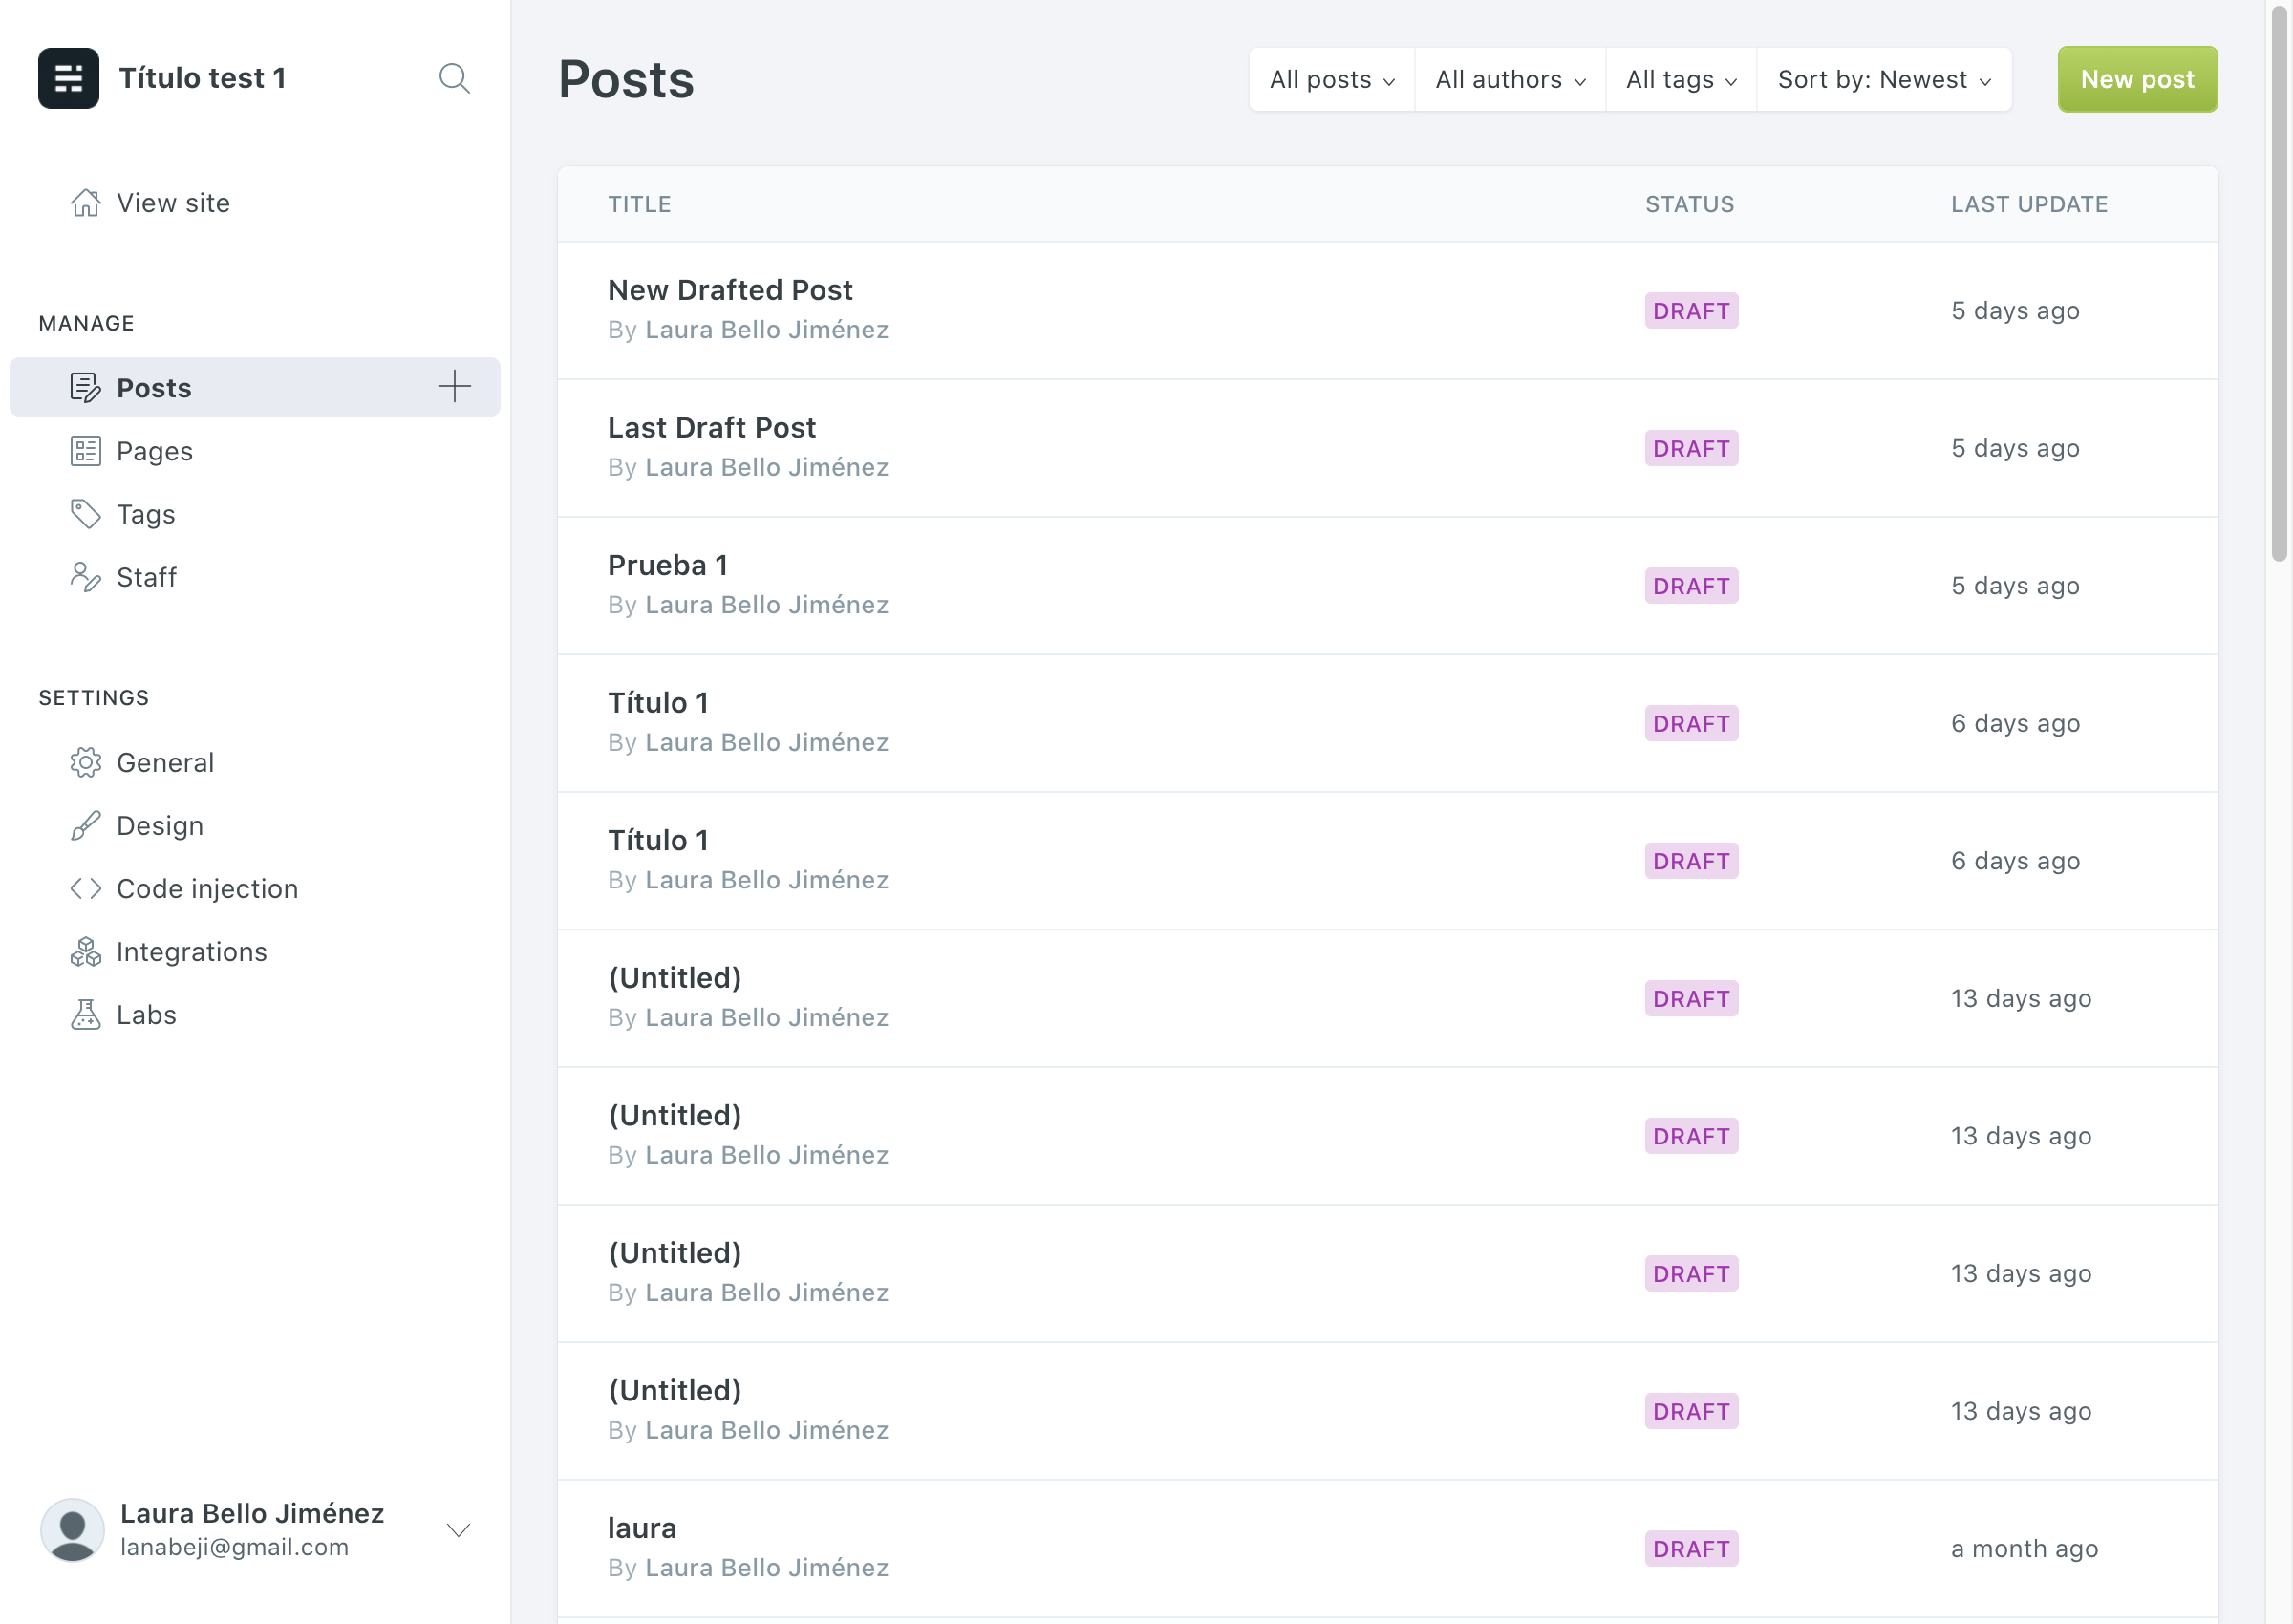 Título test 1
View site
MANAGE
Posts
Pages
Tags
Staff
SETTINGS
General
Design
Code injection
Integrations
Labs
Laura Bello Jiménez
lanabeji@gmail.com
Posts
All posts
All authors
All tags
Sort by: Newest
New post
TITLE STATUS LAST UPDATE
New Drafted Post
By Laura Bello Jiménez
DRAFT
5 days ago
Last Draft Post
By Laura Bello Jiménez
DRAFT
5 days ago
Prueba 1
By Laura Bello Jiménez
DRAFT
5 days ago
Título 1
By Laura Bello Jiménez
DRAFT
6 days ago
Título 1
By Laura Bello Jiménez
DRAFT
6 days ago
(Untitled)
By Laura Bello Jiménez
DRAFT
13 days ago
(Untitled)
By Laura Bello Jiménez
DRAFT
13 days ago
(Untitled)
By Laura Bello Jiménez
DRAFT
13 days ago
(Untitled)
By Laura Bello Jiménez
DRAFT
13 days ago
laura
By Laura Bello Jiménez
DRAFT
a month ago